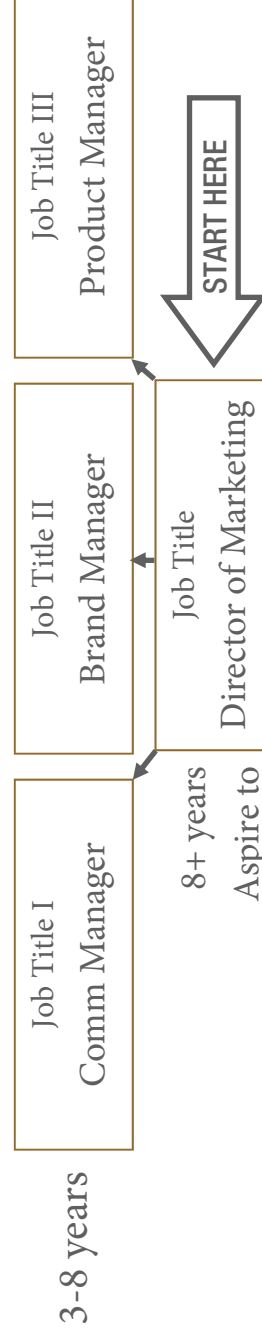 3-8 years
Job Title I
Comm Manager
Job Title II
Brand Manager
Job Title III
Product Manager
8+ years
Aspire to
Job Title
Director of Marketing
START HERE